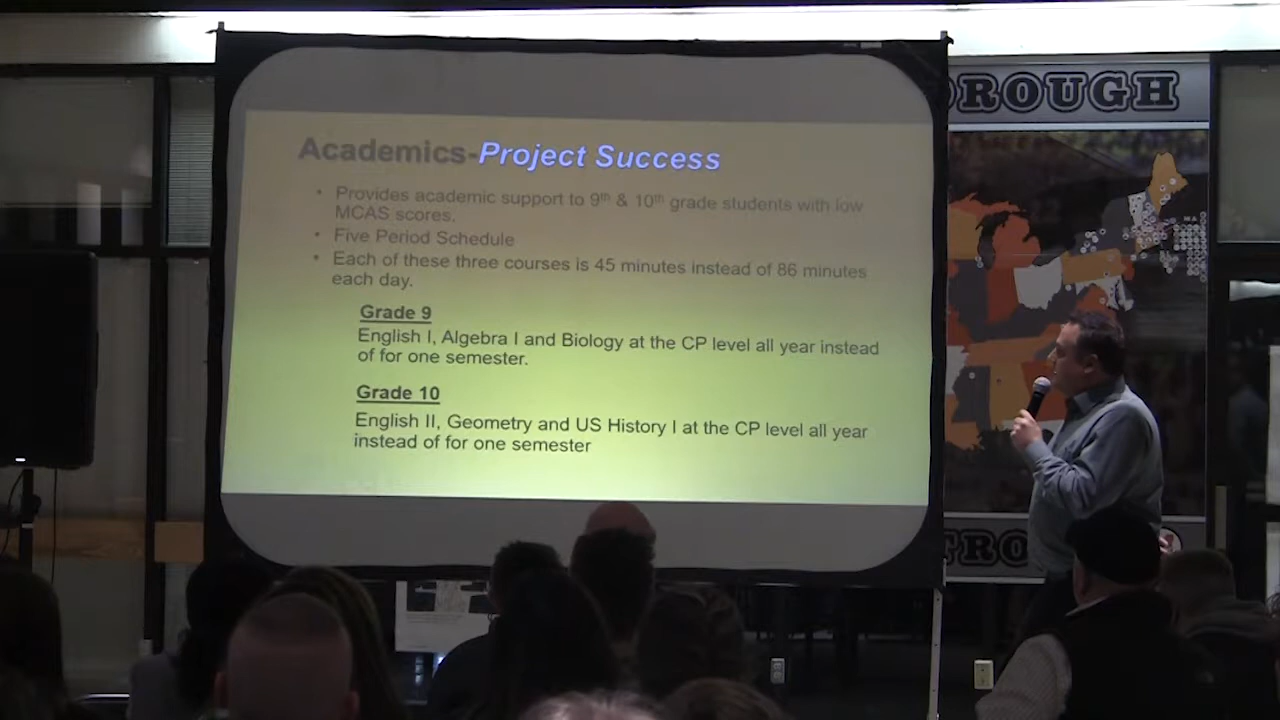 OROUGH
Academics-Project Success
• Provides academic support to 9th & 10th grade students with low
MCAS scores.
• Five Period Schedule
• Each of these three courses is 45 minutes instead of 86 minutes
each day.
Grade 9
English I, Algebra I and Biology at the CP level all year instead
of for one semester.
Grade 10
English II, Geometry and US History I at the CP level all year
instead of for one semester
TRO